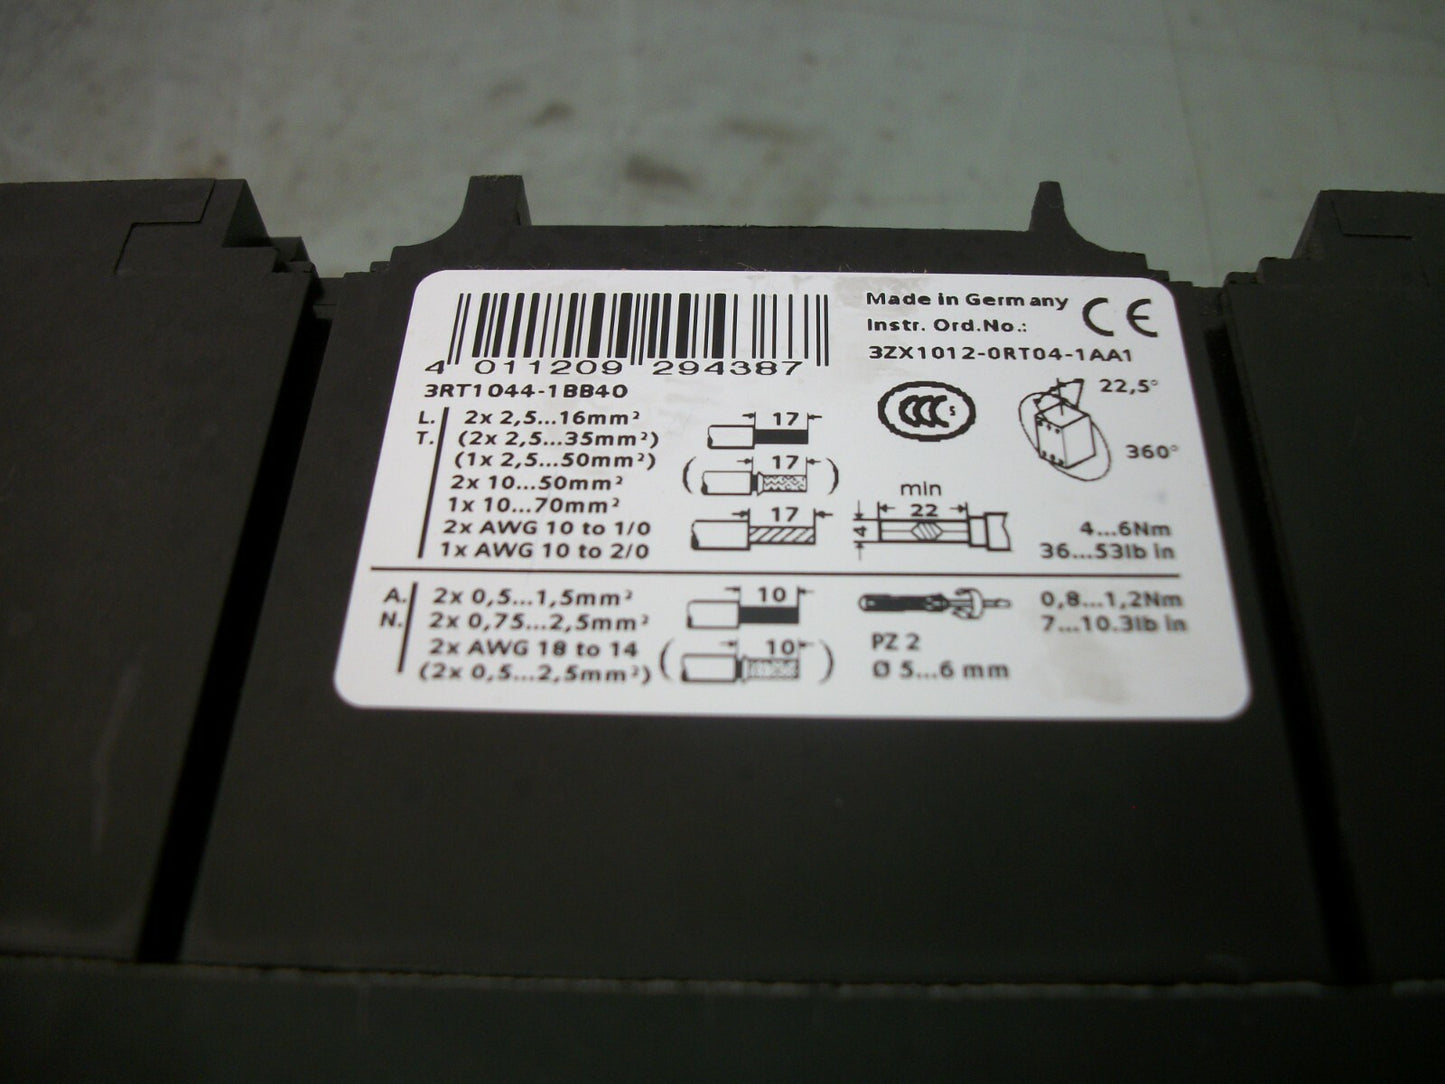 4 011209 294387
Made in Germany CE
Instr. Ord.No.:
3ZX1012-0RT04-1AA1
3RT1044-1BB40
CCC S
22,5°
360°
L. 2x 2,5...16mm² 17
T. (2x 2,5...35mm²)
(1x 2,5...50mm²) ( 17 )
2x 10...50mm²
1x 10...70mm² 17
2x AWG 10 to 1/0
1x AWG 10 to 2/0
min
22
4
4...6Nm
36...53lb in
A. 2x 0,5...1,5mm² 10
N. 2x 0,75...2,5mm²
2x AWG 18 to 14
(2x 0,5...2,5mm²) ( 10 )
0,8...1,2Nm
7...10.3lb in
PZ 2
Ø 5...6 mm